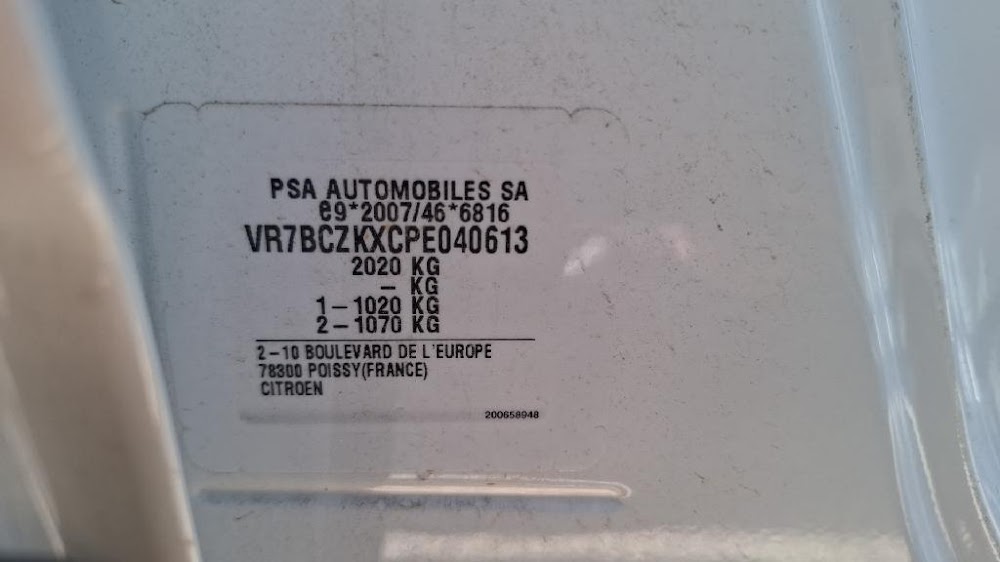 PSA AUTOMOBILES SA
e9*2007/46*6816
VR7BCZKXCPE040613
2020 KG
- KG
1-1020 KG
2-1070 KG
2-10 BOULEVARD DE L'EUROPE
78300 POISSY(FRANCE)
CITROEN
200658948